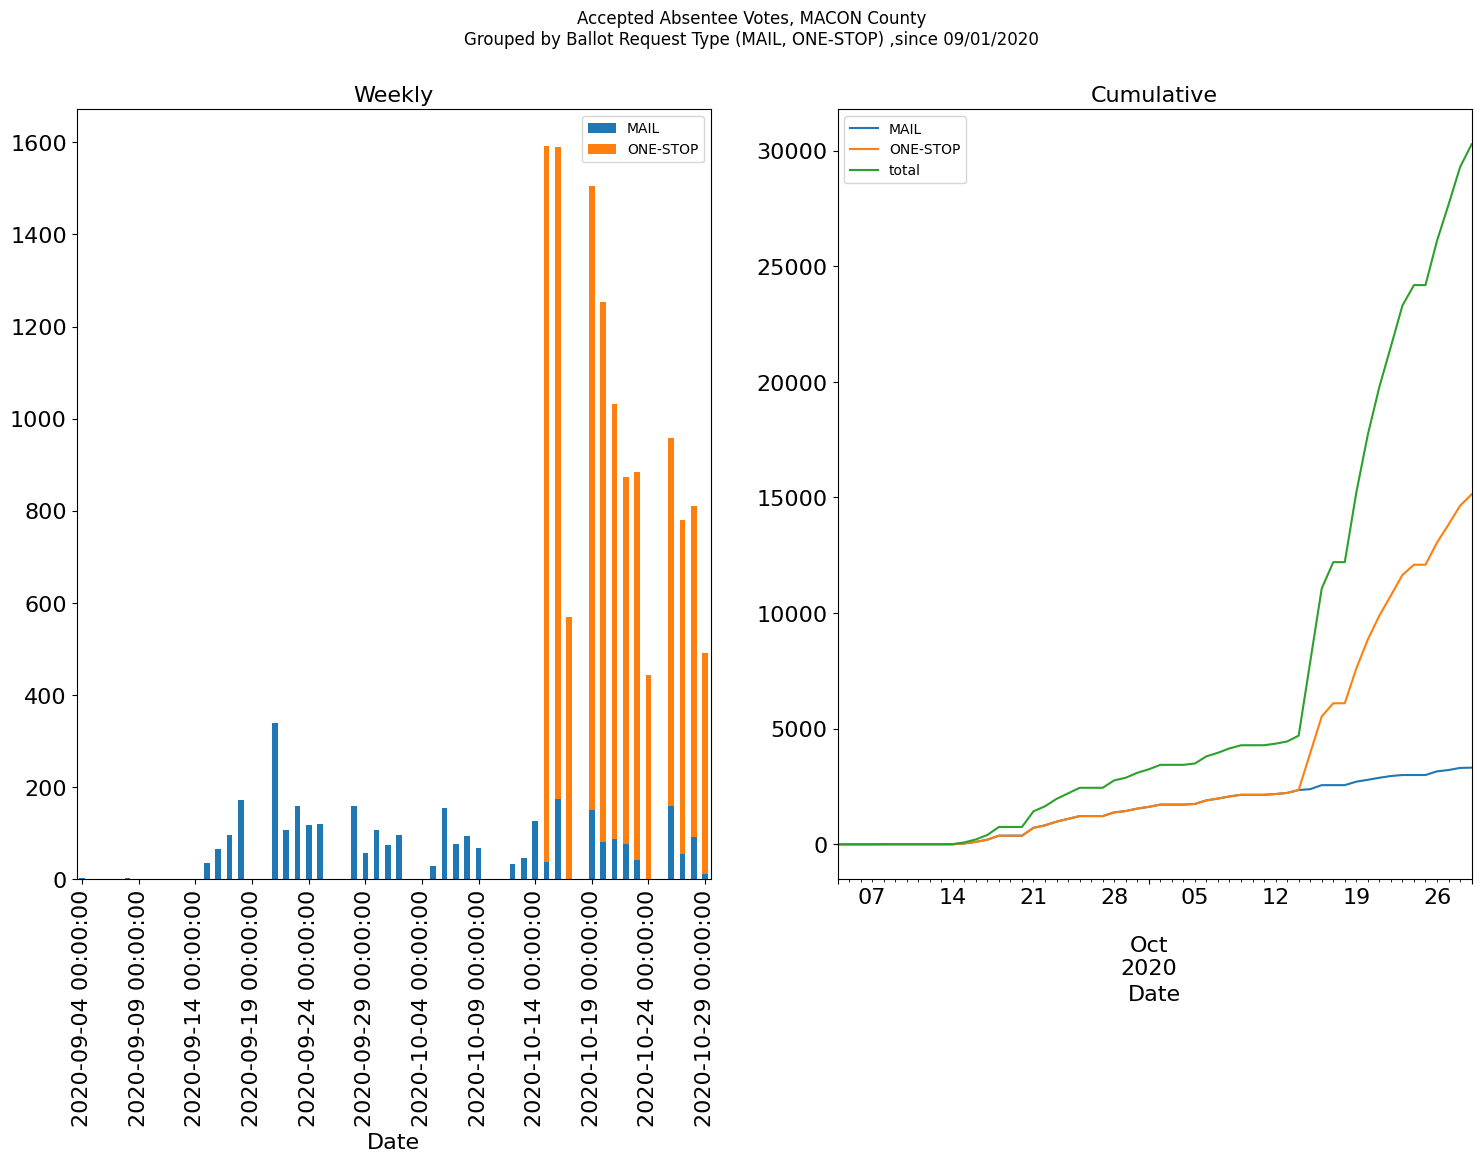 Accepted Absentee Votes, MACON County
Grouped by Ballot Request Type (MAIL, ONE-STOP) ,since 09/01/2020
Weekly
MAIL
ONE-STOP
1600
1400
1200
1000
800
600
400
200
0
2020-09-04 00:00:00
2020-09-09 00:00:00
2020-09-14 00:00:00
2020-09-19 00:00:00
2020-09-24 00:00:00
2020-09-29 00:00:00
2020-10-04 00:00:00
2020-10-09 00:00:00
2020-10-14 00:00:00
2020-10-19 00:00:00
2020-10-24 00:00:00
2020-10-29 00:00:00
Date
Cumulative
MAIL
ONE-STOP
total
30000
25000
20000
15000
10000
5000
0
07 14 21 28 05 12 19 26
Oct
2020
Date